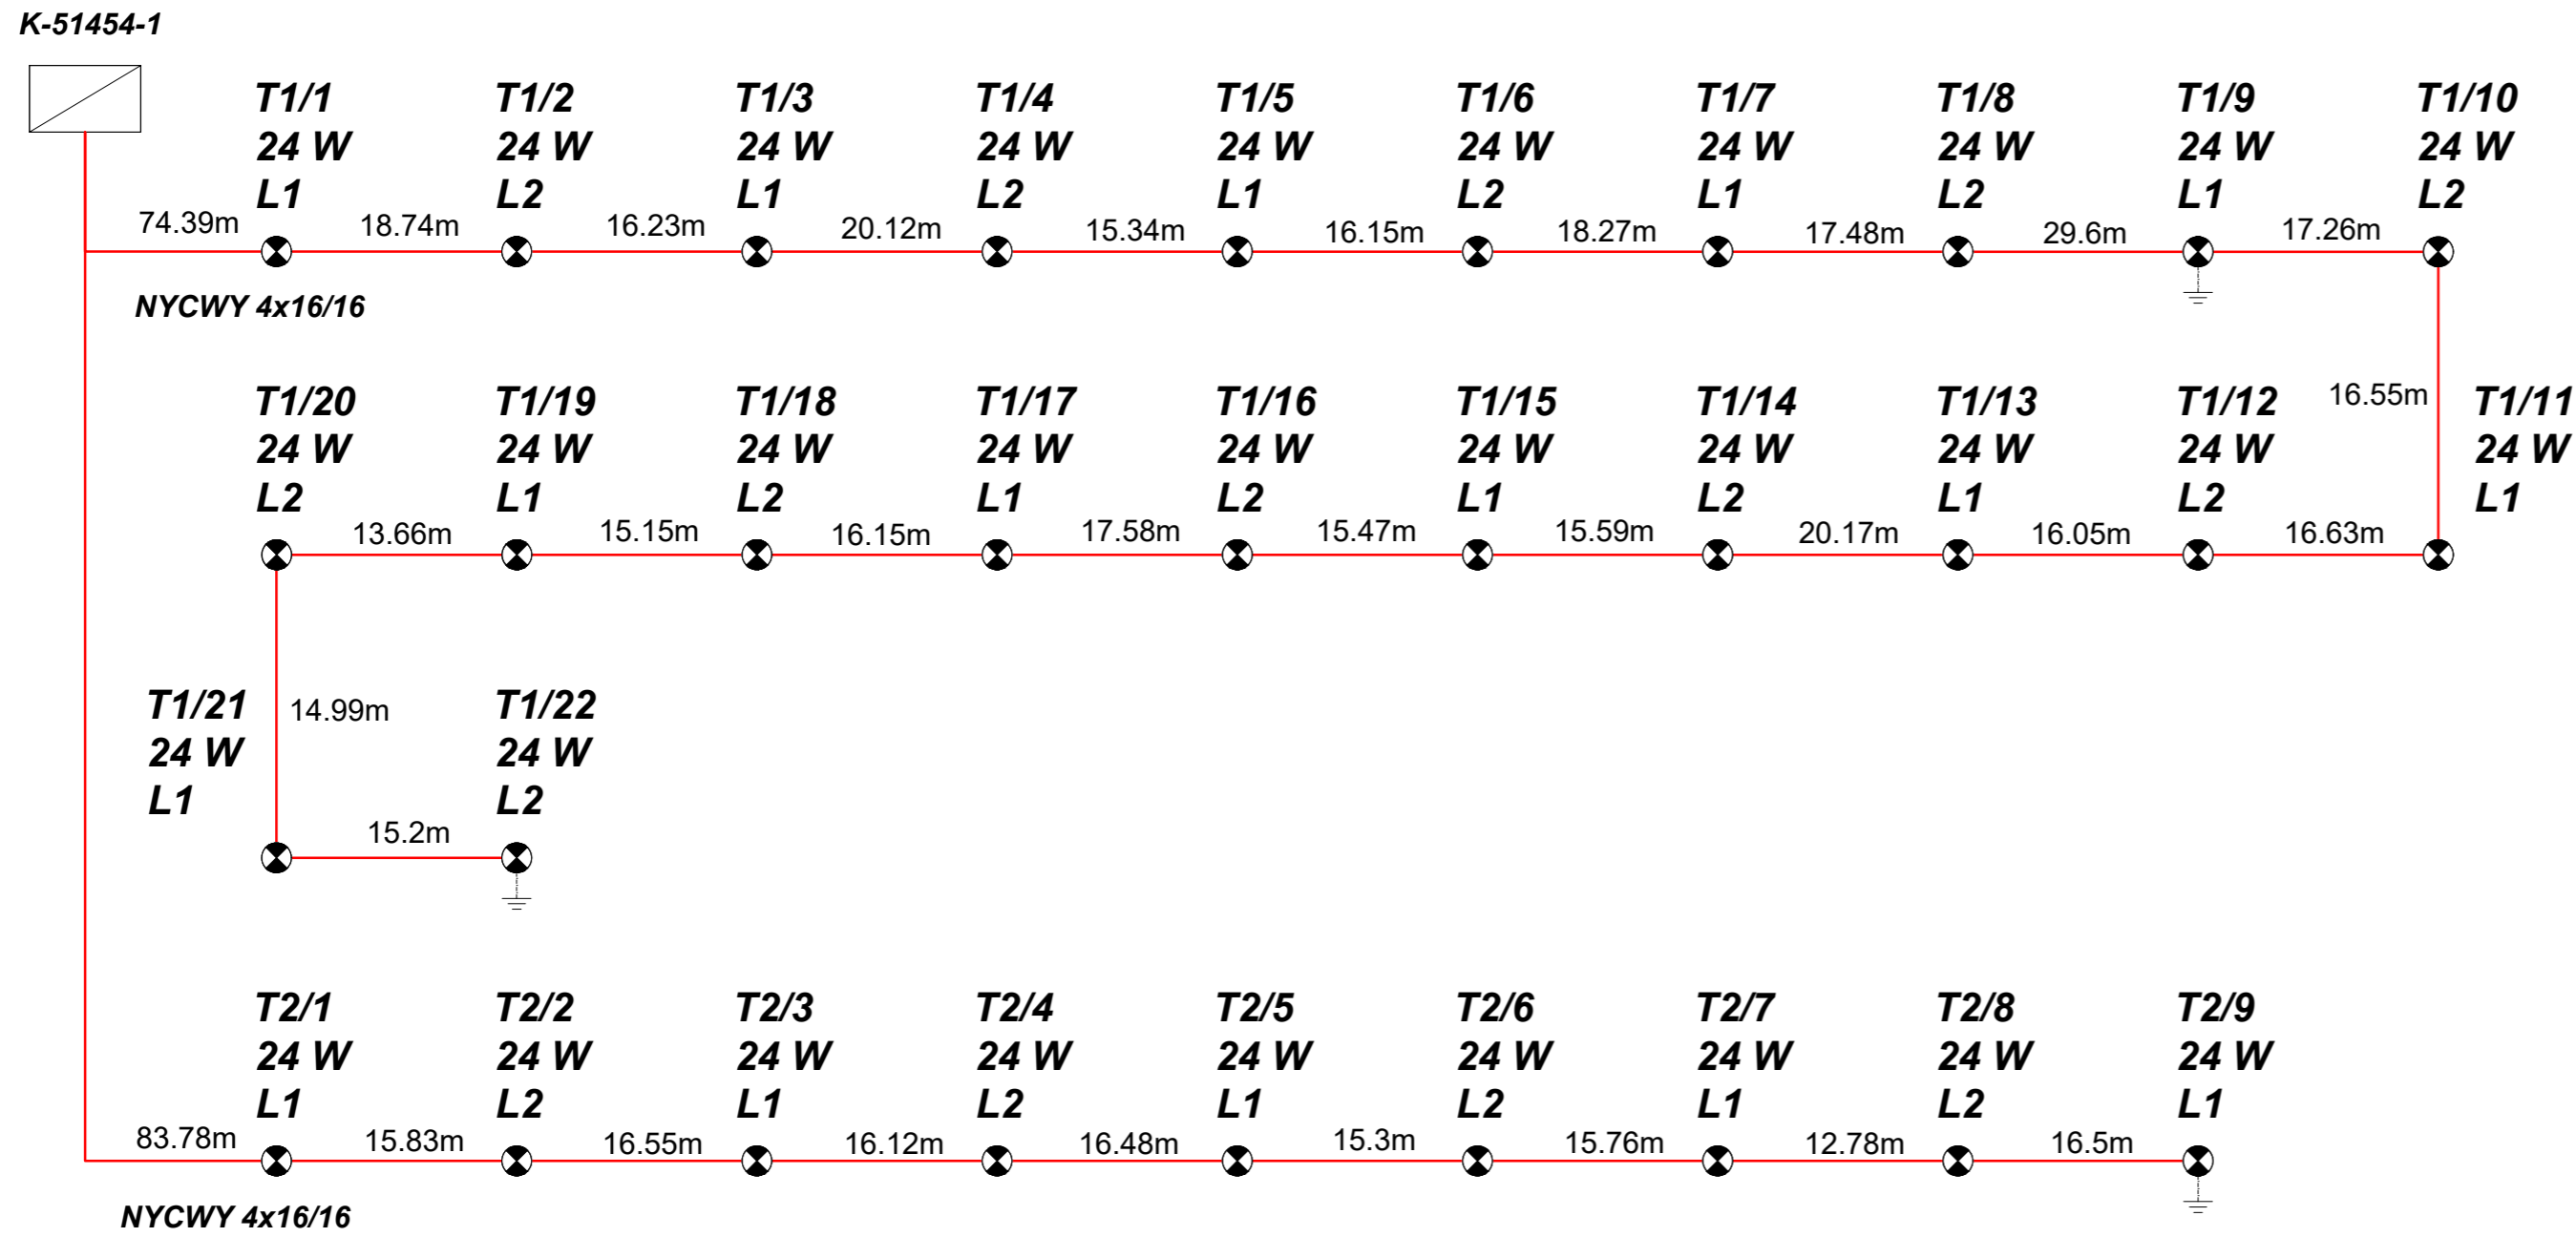 K-51454-1
T1/1
24 W
L1
T1/2
24 W
L2
T1/3
24 W
L1
T1/4
24 W
L2
T1/5
24 W
L1
T1/6
24 W
L2
T1/7
24 W
L1
T1/8
24 W
L2
T1/9
24 W
L1
T1/10
24 W
L2
74.39m
18.74m
16.23m
20.12m
15.34m
16.15m
18.27m
17.48m
29.6m
17.26m
NYCWY 4x16/16
T1/20
24 W
L2
T1/19
24 W
L1
T1/18
24 W
L2
T1/17
24 W
L1
T1/16
24 W
L2
T1/15
24 W
L1
T1/14
24 W
L2
T1/13
24 W
L1
T1/12
24 W
L2
16.55m
T1/11
24 W
L1
13.66m
15.15m
16.15m
17.58m
15.47m
15.59m
20.17m
16.05m
16.63m
T1/21
24 W
L1
14.99m
T1/22
24 W
L2
15.2m
T2/1
24 W
L1
T2/2
24 W
L2
T2/3
24 W
L1
T2/4
24 W
L2
T2/5
24 W
L1
T2/6
24 W
L2
T2/7
24 W
L1
T2/8
24 W
L2
T2/9
24 W
L1
83.78m
15.83m
16.55m
16.12m
16.48m
15.3m
15.76m
12.78m
16.5m
NYCWY 4x16/16